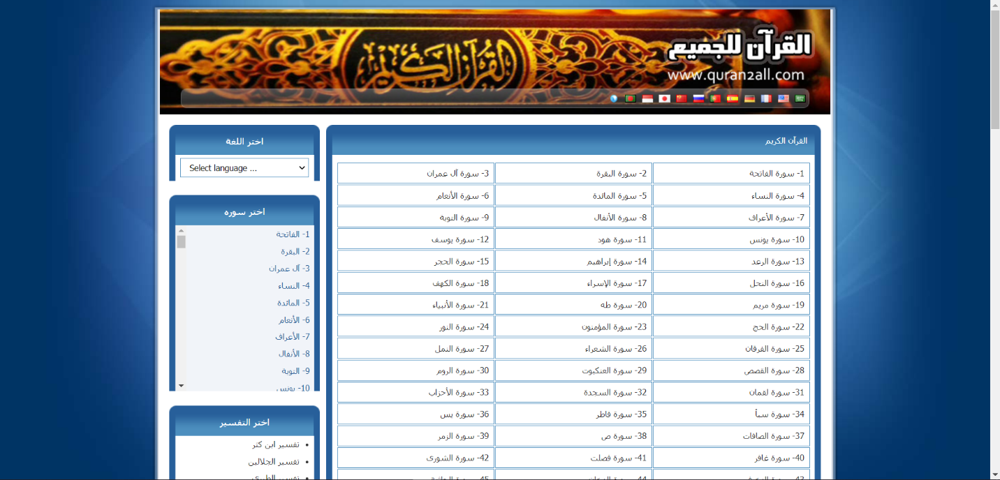 القرآن للجميع
www.quran2all.com
القرآن الكريم
القرآن الكريم
1- سورة الفاتحة
2- سورة البقرة
3- سورة آل عمران
4- سورة النساء
5- سورة المائدة
6- سورة الأنعام
7- سورة الأعراف
8- سورة الأنفال
9- سورة التوبة
10- سورة يونس
11- سورة هود
12- سورة يوسف
13- سورة الرعد
14- سورة إبراهيم
15- سورة الحجر
16- سورة النحل
17- سورة الإسراء
18- سورة الكهف
19- سورة مريم
20- سورة طه
21- سورة الأنبياء
22- سورة الحج
23- سورة المؤمنون
24- سورة النور
25- سورة الفرقان
26- سورة الشعراء
27- سورة النمل
28- سورة القصص
29- سورة العنكبوت
30- سورة الروم
31- سورة لقمان
32- سورة السجدة
33- سورة الأحزاب
34- سورة سبأ
35- سورة فاطر
36- سورة يس
37- سورة الصافات
38- سورة ص
39- سورة الزمر
40- سورة غافر
41- سورة فصلت
42- سورة الشورى
اختر اللغة
Select language ...
اختر سوره
1- الفاتحة
2- البقرة
3- آل عمران
4- النساء
5- المائدة
6- الأنعام
7- الأعراف
8- الأنفال
9- التوبة
10- يونس
اختر التفسير
تفسير ابن كثر
تفسير الجلالين
تفسير الطبري